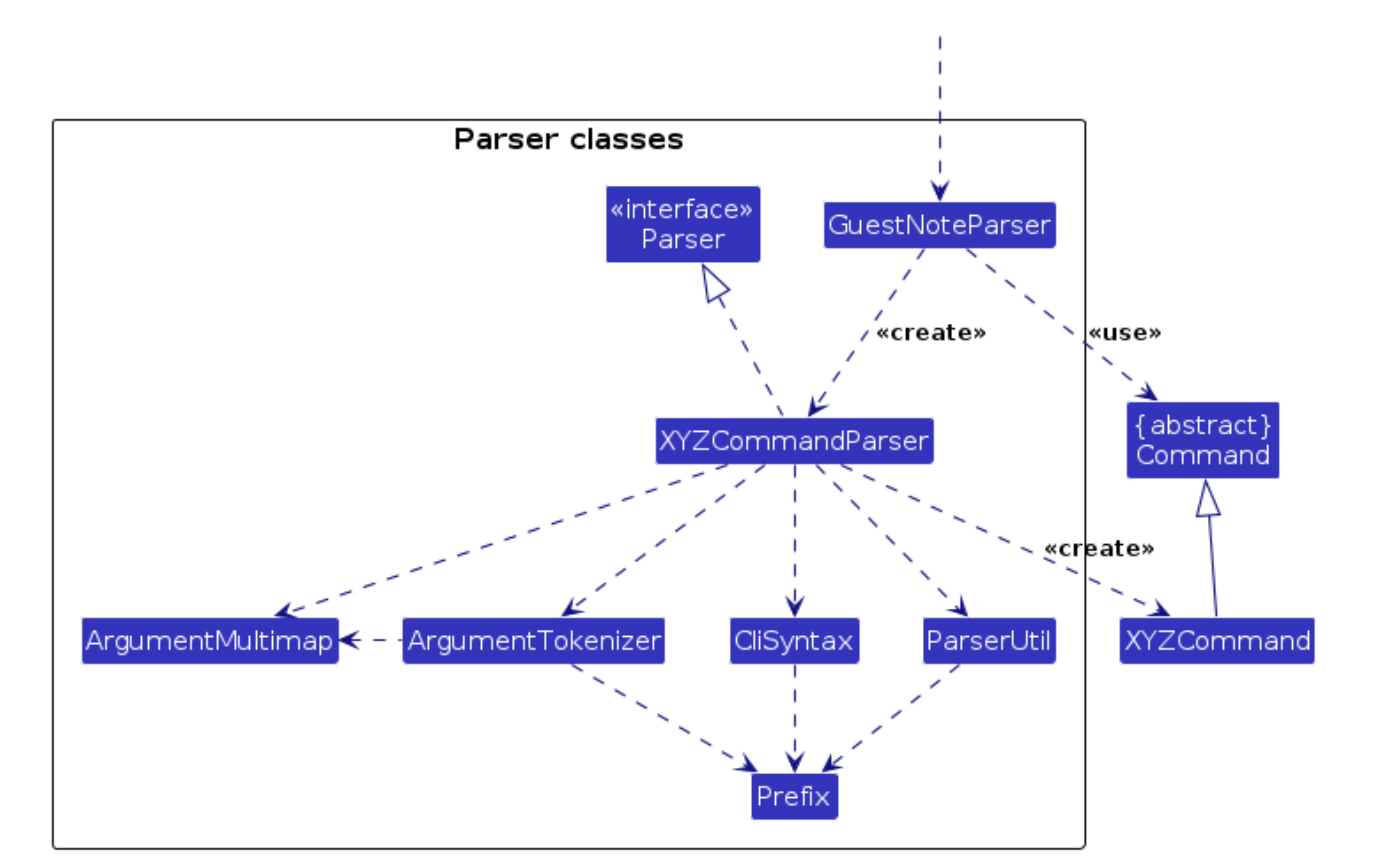 Parser classes
«interface»
Parser
GuestNoteParser
«create»
«use»
{abstract}
Command
XYZCommandParser
«create»
ArgumentMultimap
ArgumentTokenizer
CliSyntax
ParserUtil
XYZCommand
Prefix